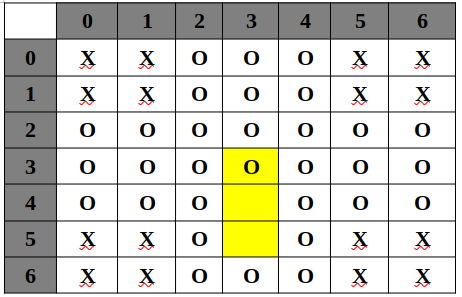 0 1 2 3 4 5 6
0 X X O O O X X
1 X X O O O X X
2 O O O O O O O
3 O O O O O O O
4 O O O O O O
5 X X O O X X
6 X X O O O X X